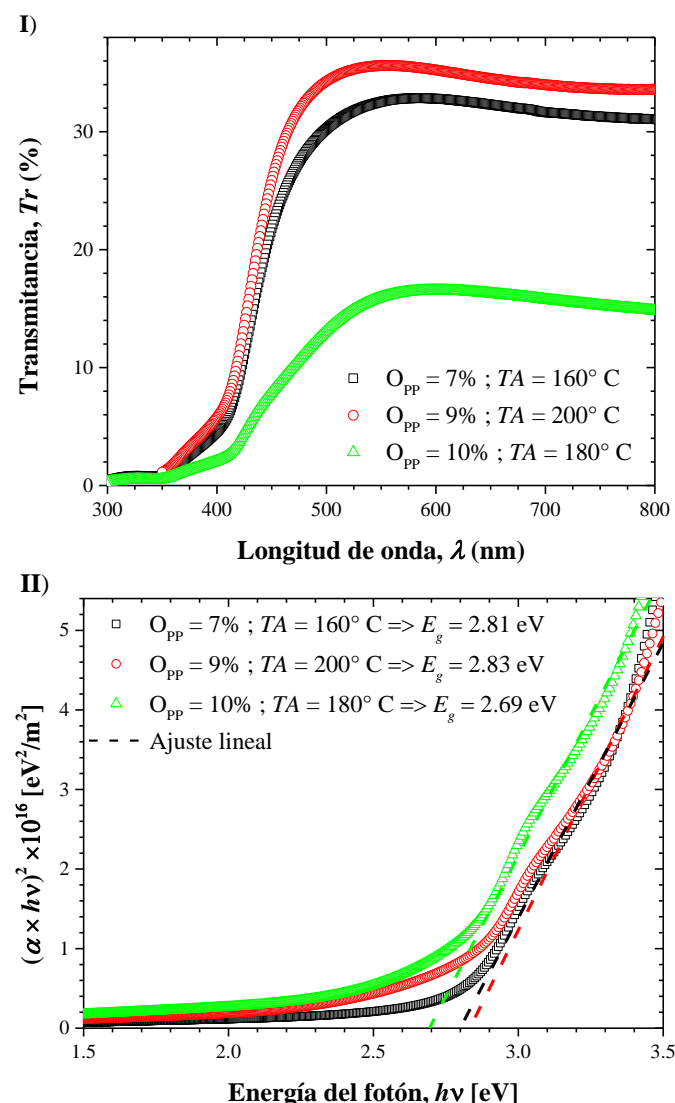 I)
Transmitancia, Tr (%)
30
20
10
0
O_PP = 7% ; TA = 160° C
O_PP = 9% ; TA = 200° C
O_PP = 10% ; TA = 180° C
300 400 500 600 700 800
Longitud de onda, λ (nm)
II)
(α × hν)² ×10¹⁶ [eV²/m²]
5
4
3
2
1
0
O_PP = 7% ; TA = 160° C => E_g = 2.81 eV
O_PP = 9% ; TA = 200° C => E_g = 2.83 eV
O_PP = 10% ; TA = 180° C => E_g = 2.69 eV
Ajuste lineal
1.5 2.0 2.5 3.0 3.5
Energía del fotón, hν [eV]